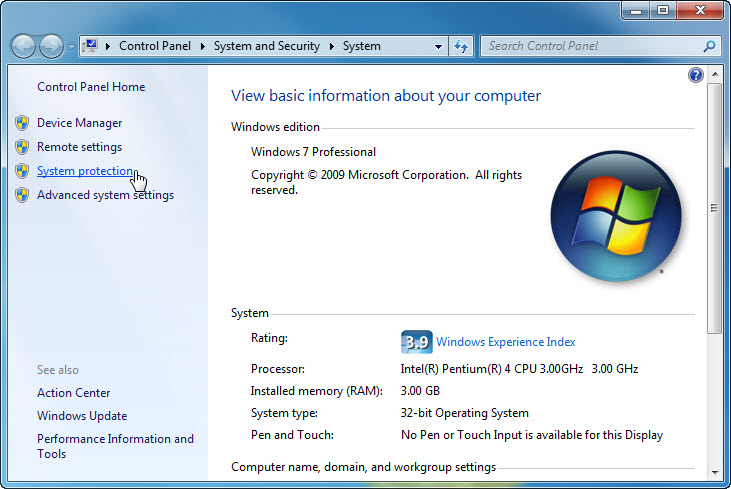 Control Panel System and Security System
Search Control Panel
Control Panel Home
Device Manager
Remote settings
System protection
Advanced system settings
See also
Action Center
Windows Update
Performance Information and
Tools
View basic information about your computer
Windows edition
Windows 7 Professional
Copyright © 2009 Microsoft Corporation. All rights
reserved.
System
Rating: 3.9 Windows Experience Index
Processor: Intel(R) Pentium(R) 4 CPU 3.00GHz 3.00 GHz
Installed memory (RAM): 3.00 GB
System type: 32-bit Operating System
Pen and Touch: No Pen or Touch Input is available for this Display
Computer name, domain, and workgroup settings